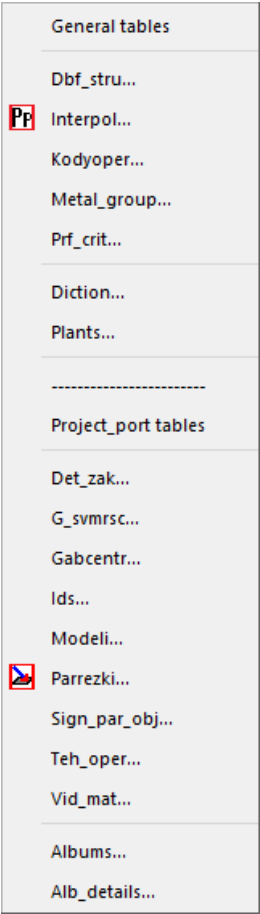 General tables
Dbf_stru...
PP Interpol...
Kodyoper...
Metal_group...
Prf_crit...
Diction...
Plants...
------------------------
Project_port tables
Det_zak...
G_svmrsc...
Gabcentr...
Ids...
Modeli...
Parrezki...
Sign_par_obj...
Teh_oper...
Vid_mat...
Albums...
Alb_details...